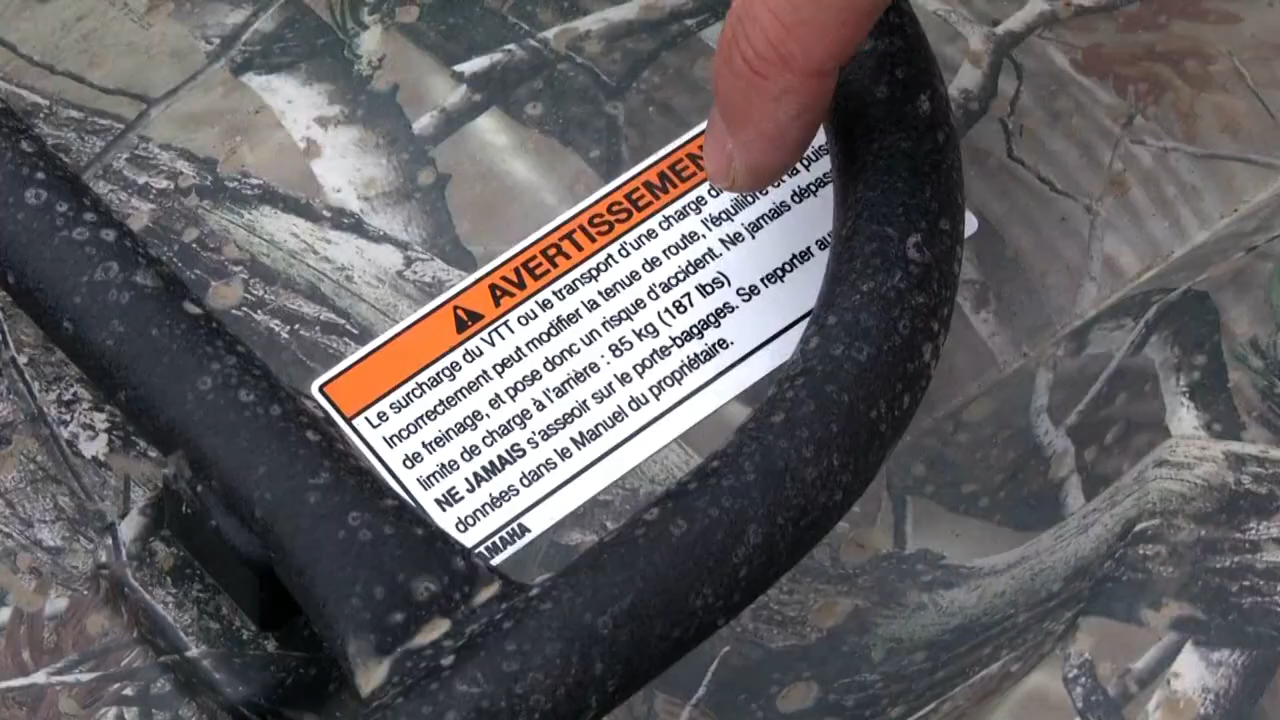 AVERTISSEMEN
Le surcharge du VTT ou le transport d'une charge
incorrectement peut modifier la tenue de route, l'équilibre et la puis
de freinage, et pose donc un risque d'accident. Ne jamais dépas
limite de charge à l'arrière : 85 kg (187 lbs)
NE JAMAIS s'asseoir sur le porte-bagages. Se reporter au
données dans le Manuel du propriétaire.
AMAHA